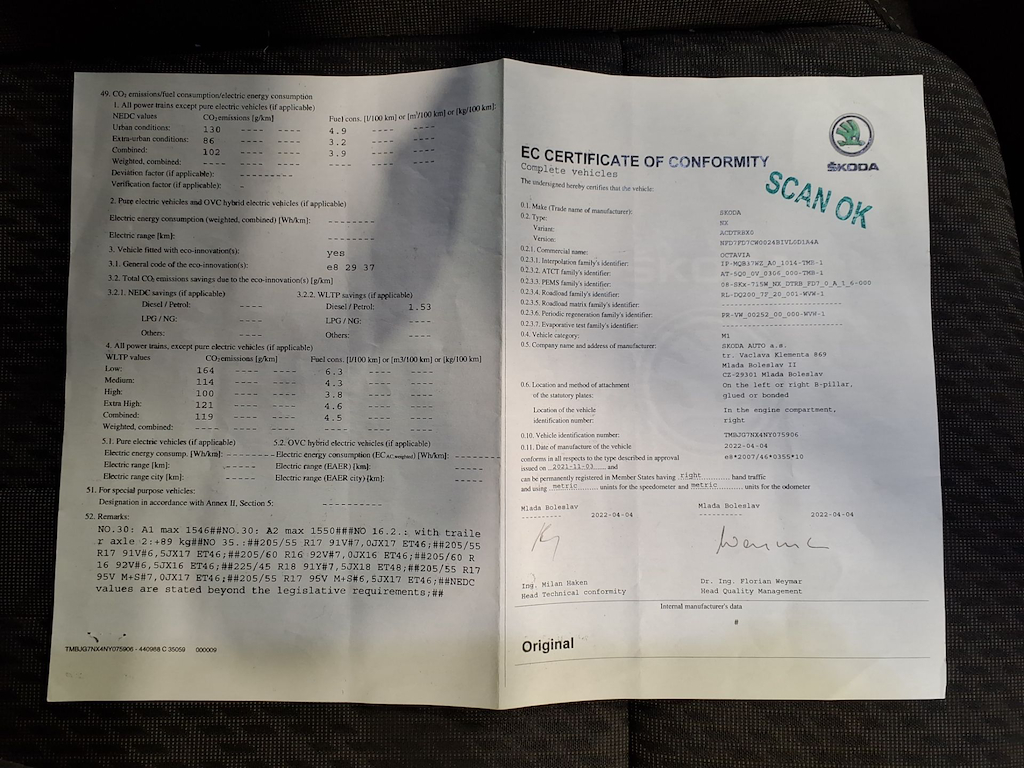 49. CO2 emissions/fuel consumption/electric energy consumption
1. All power trains except pure electric vehicles (if applicable)
NEDC values CO2emissions [g/km] Fuel cons. [l/100 km] or [m³/100 km] or [kg/100 km]:
Urban conditions: 130 ---- ---- 4.9 ---- ----
Extra-urban conditions: 86 ---- ---- 3.2 ---- ----
Combined: 102 ---- ---- 3.9 ---- ----
Weighted, combined: ---- ---- ---- ---- ---- ----
Deviation factor (if applicable): ---------
Verification factor (if applicable): -
2. Pure electric vehicles and OVC hybrid electric vehicles (if applicable)
Electric energy consumption (weighted, combined) [Wh/km]: --------
Electric range [km]: --------
3. Vehicle fitted with eco-innovation(s): yes
3.1. General code of the eco-innovation(s): e8 29 37
3.2. Total CO2 emissions savings due to the eco-innovation(s) [g/km]
3.2.1. NEDC savings (if applicable) 3.2.2. WLTP savings (if applicable)
Diesel / Petrol: ---- Diesel / Petrol: 1.53
LPG / NG: ---- LPG / NG: ----
Others: ---- Others: ----
4. All power trains, except pure electric vehicles (if applicable)
WLTP values CO2emissions [g/km] Fuel cons. [l/100 km] or [m3/100 km] or [kg/100 km]
Low: 164 ---- ---- 6.3 ---- ----
Medium: 114 ---- ---- 4.3 ---- ----
High: 100 ---- ---- 3.8 ---- ----
Extra High: 121 ---- ---- 4.6 ---- ----
Combined: 119 ---- ---- 4.5 ---- ----
Weighted, combined: ---- ---- ---- ---- ---- ----
5.1. Pure electric vehicles (if applicable) 5.2. OVC hybrid electric vehicles (if applicable)
Electric energy consump. [Wh/km]: -------- Electric energy consumption (ECAC,weighted) [Wh/km]: --------
Electric range [km]: ----- Electric range (EAER) [km]: -----
Electric range city [km]: ----- Electric range (EAER city) [km]: -----
51. For special purpose vehicles:
Designation in accordance with Annex II, Section 5: ---------
52. Remarks:
NO.30: A1 max 1546##NO.30: A2 max 1550###NO 16.2.: with traile
r axle 2:+89 kg##NO 35.:##205/55 R17 91V#7,0JX17 ET46;##205/55
R17 91V#6,5JX17 ET46;##205/60 R16 92V#7,0JX16 ET46;##205/60 R
16 92V#6,5JX16 ET46;##225/45 R18 91Y#7,5JX18 ET48;##205/55 R17
95V M+S#7,0JX17 ET46;##205/55 R17 95V M+S#6,5JX17 ET46;##NEDC
values are stated beyond the legislative requirements;##
TMBJG7NX4NY075906 - 440988 C 35059 000009
ŠKODA
EC CERTIFICATE OF CONFORMITY
Complete vehicles
SCAN OK
The undersigned hereby certifies that the vehicle:
0.1. Make (Trade name of manufacturer): SKODA
0.2. Type: NX
Variant: ACDTRBX0
Version: NFD7FD7CW0024BIVL0D1A4A
0.2.1. Commercial name: OCTAVIA
0.2.3.1. Interpolation family's identifier: IP-MQB37WZ_A0_1014-TMB-1
0.2.3.2. ATCT family's identifier: AT-5Q0_0V_0366_000-TMB-1
0.2.3.3. PEMS family's identifier: 08-SKx-715W_NX_DTRB_FD7_0_A_1_6-000
0.2.3.4. Roadload family's identifier: RL-DQ200_7F_20_001-WVW-1
0.2.3.5. Roadload matrix family's identifier: ------------------------
0.2.3.6. Periodic regeneration family's identifier: PR-VW_00252_00_000-WVW-1
0.2.3.7. Evaporative test family's identifier: ------------------------
0.4. Vehicle category: M1
0.5. Company name and address of manufacturer: SKODA AUTO a.s.
tr. Vaclava Klementa 869
Mlada Boleslav II
CZ-29301 Mlada Boleslav
0.6. Location and method of attachment On the left or right B-pillar,
of the statutory plates: glued or bonded
Location of the vehicle In the engine compartment,
identification number: right
0.10. Vehicle identification number: TMBJG7NX4NY075906
0.11. Date of manufacture of the vehicle 2022-04-04
conforms in all respects to the type described in approval e8*2007/46*0355*10
issued on 2021-11-03 and
can be permanently registered in Member States having right hand traffic
and using metric unints for the speedometer and metric units for the odometer
Mlada Boleslav Mlada Boleslav
---------- 2022-04-04 ---------- 2022-04-04
Ing. Milan Haken Dr. Ing. Florian Weymar
Head Technical conformity Head Quality Management
Internal manufacturer's data
#
Original